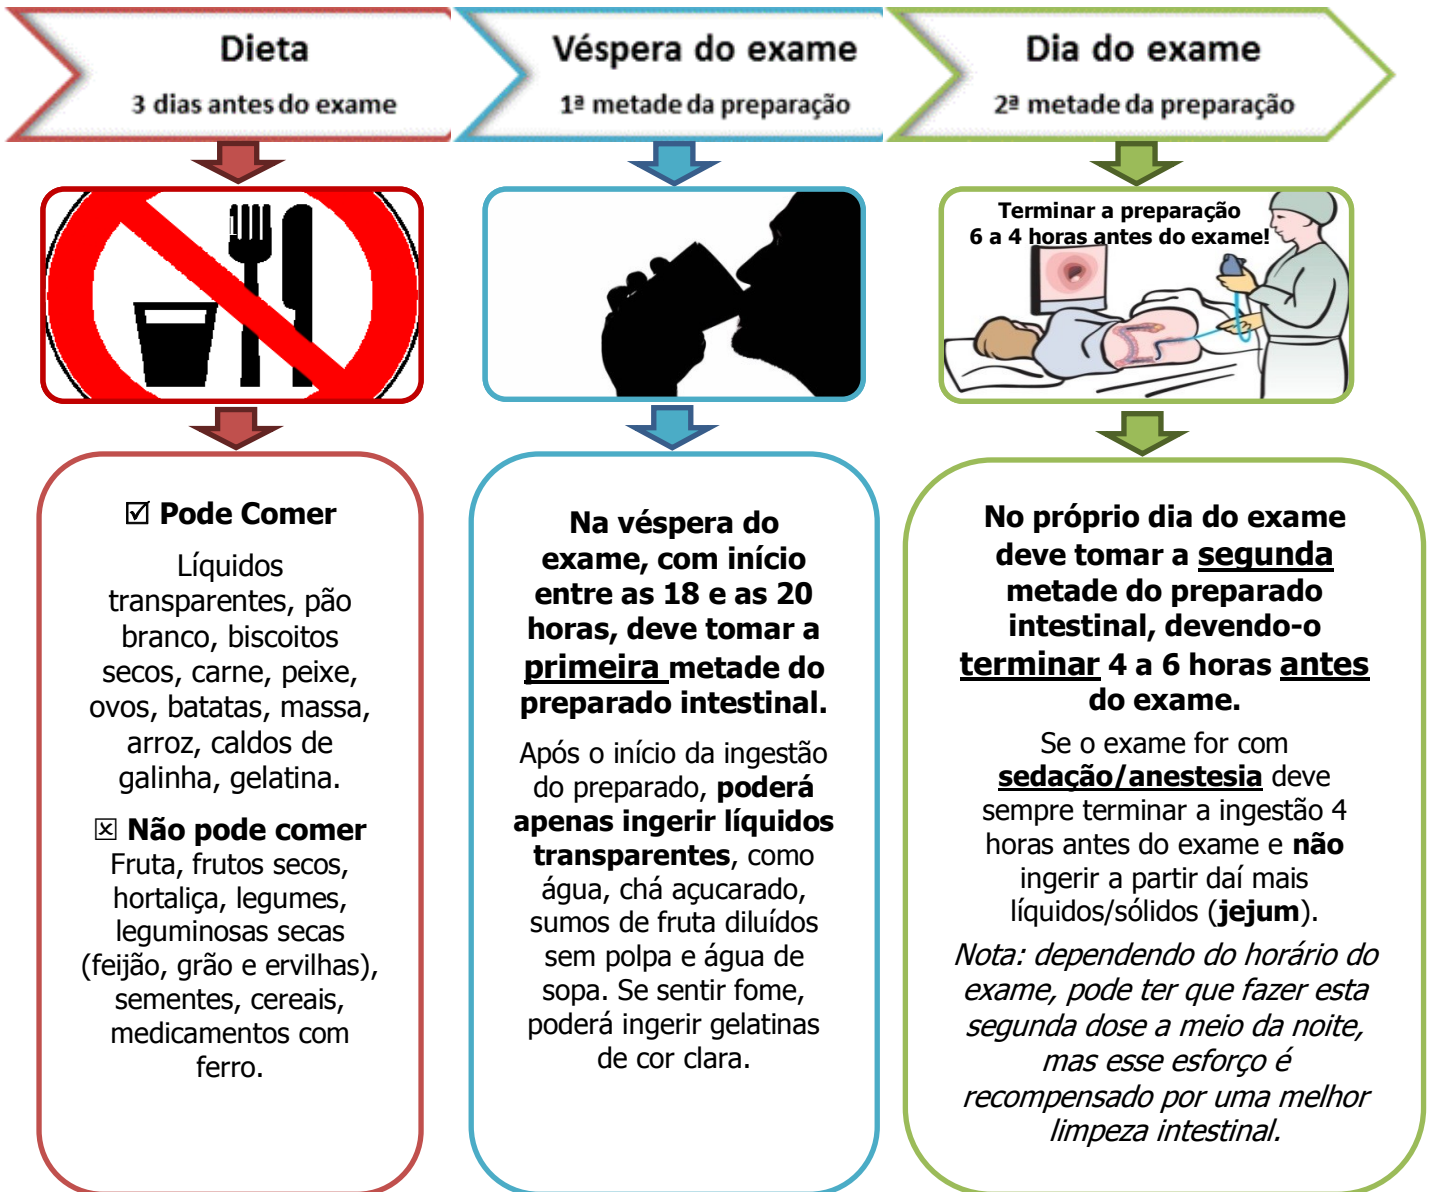 Dieta
3 dias antes do exame
Véspera do exame
1ª metade da preparação
Dia do exame
2ª metade da preparação
Terminar a preparação
6 a 4 horas antes do exame!
☑ Pode Comer
Líquidos
transparentes, pão
branco, biscoitos
secos, carne, peixe,
ovos, batatas, massa,
arroz, caldos de
galinha, gelatina.
☒ Não pode comer
Fruta, frutos secos,
hortaliça, legumes,
leguminosas secas
(feijão, grão e ervilhas),
sementes, cereais,
medicamentos com
ferro.
Na véspera do
exame, com início
entre as 18 e as 20
horas, deve tomar a
primeira metade do
preparado intestinal.
Após o início da ingestão
do preparado, poderá
apenas ingerir líquidos
transparentes, como
água, chá açucarado,
sumos de fruta diluídos
sem polpa e água de
sopa. Se sentir fome,
poderá ingerir gelatinas
de cor clara.
No próprio dia do exame
deve tomar a segunda
metade do preparado
intestinal, devendo-o
terminar 4 a 6 horas antes
do exame.
Se o exame for com
sedação/anestesia deve
sempre terminar a ingestão 4
horas antes do exame e não
ingerir a partir daí mais
líquidos/sólidos (jejum).
Nota: dependendo do horário do
exame, pode ter que fazer esta
segunda dose a meio da noite,
mas esse esforço é
recompensado por uma melhor
limpeza intestinal.